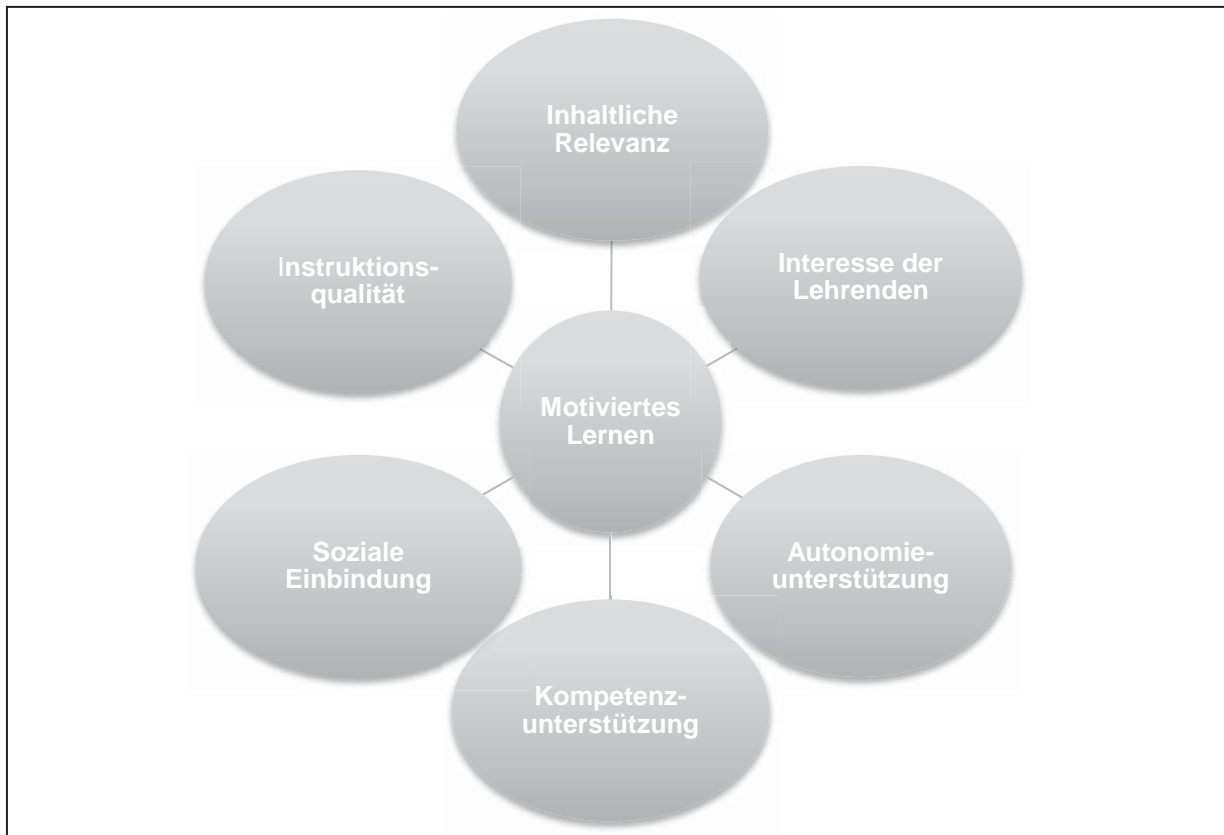 Inhaltliche
Relevanz
Interesse der
Lehrenden
Instruktions-
qualität
Motiviertes
Lernen
Soziale
Einbindung
Autonomie-
unterstützung
Kompetenz-
unterstützung